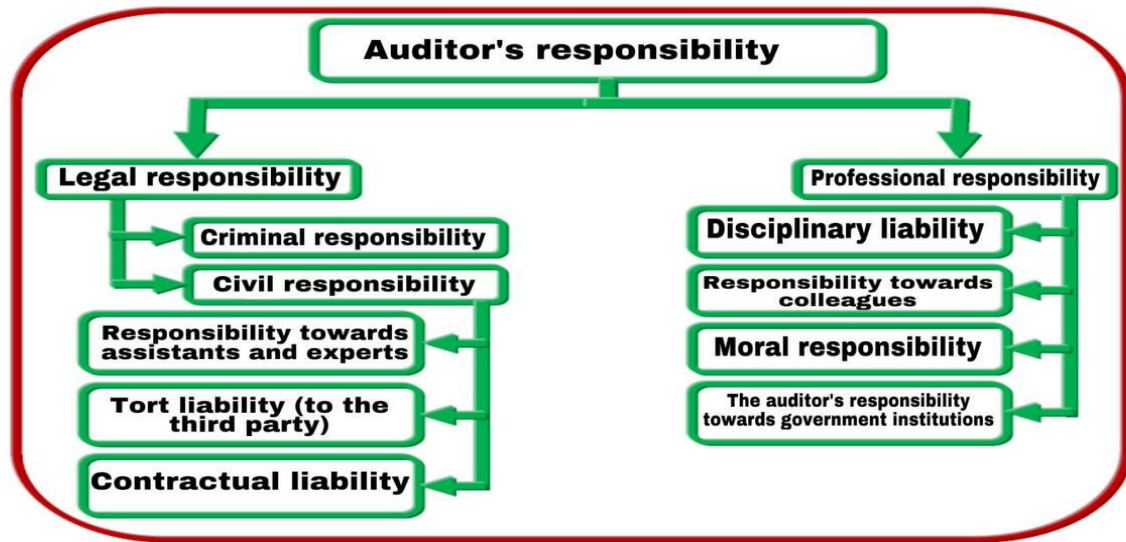 Auditor's responsibility
Legal responsibility
Criminal responsibility
Civil responsibility
Responsibility towards
assistants and experts
Tort liability (to the
third party)
Contractual liability
Professional responsibility
Disciplinary liability
Responsibility towards
colleagues
Moral responsibility
The auditor's responsibility
towards government institutions